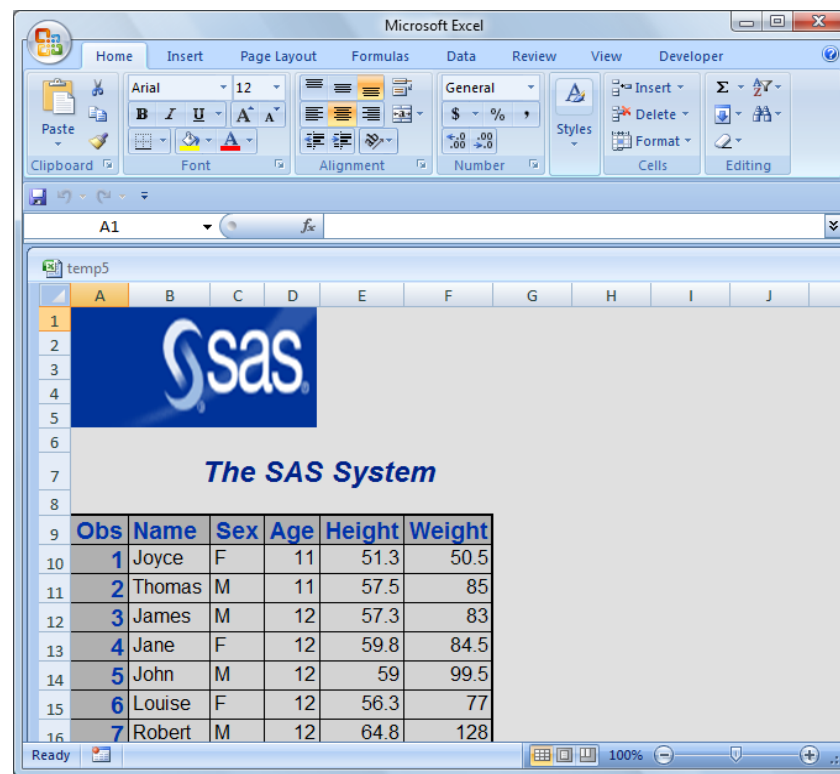 Microsoft Excel
Home Insert Page Layout Formulas Data Review View Developer
Paste
Clipboard
Arial 12
B I U A A
A
Font
Alignment
General
$ % ,
.0 .00 .00 .0
Number
Styles
Insert
Delete
Format
Cells
Σ A Z
Editing
A1 fx
temp5
A B C D E F G H I J
1
2
3
4
5
sas
6
7 The SAS System
8
9 Obs Name Sex Age Height Weight
10 1 Joyce F 11 51.3 50.5
11 2 Thomas M 11 57.5 85
12 3 James M 12 57.3 83
13 4 Jane F 12 59.8 84.5
14 5 John M 12 59 99.5
15 6 Louise F 12 56.3 77
16 7 Robert M 12 64.8 128
Ready 100%